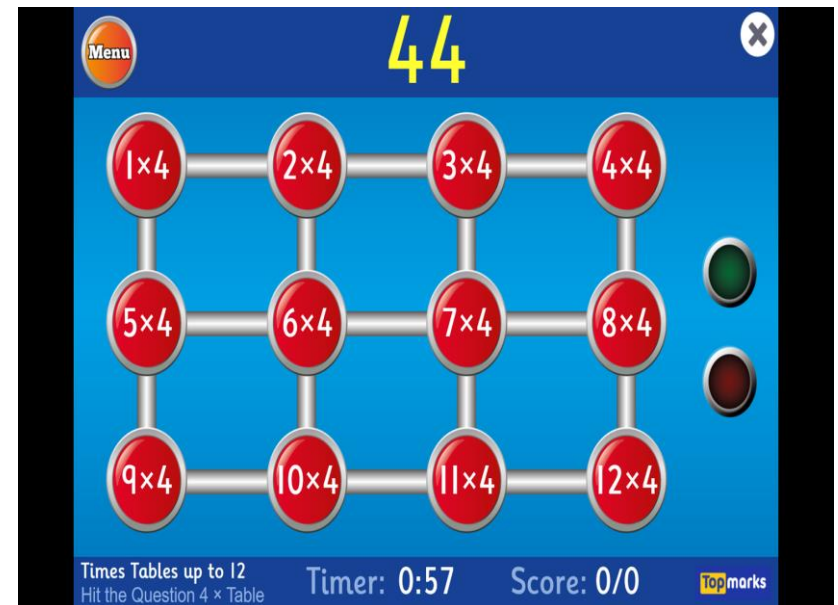 Menu
44
1×4 2×4 3×4 4×4
5×4 6×4 7×4 8×4
9×4 10×4 11×4 12×4
Times Tables up to 12
Hit the Question 4 × Table
Timer: 0:57
Score: 0/0
Topmarks